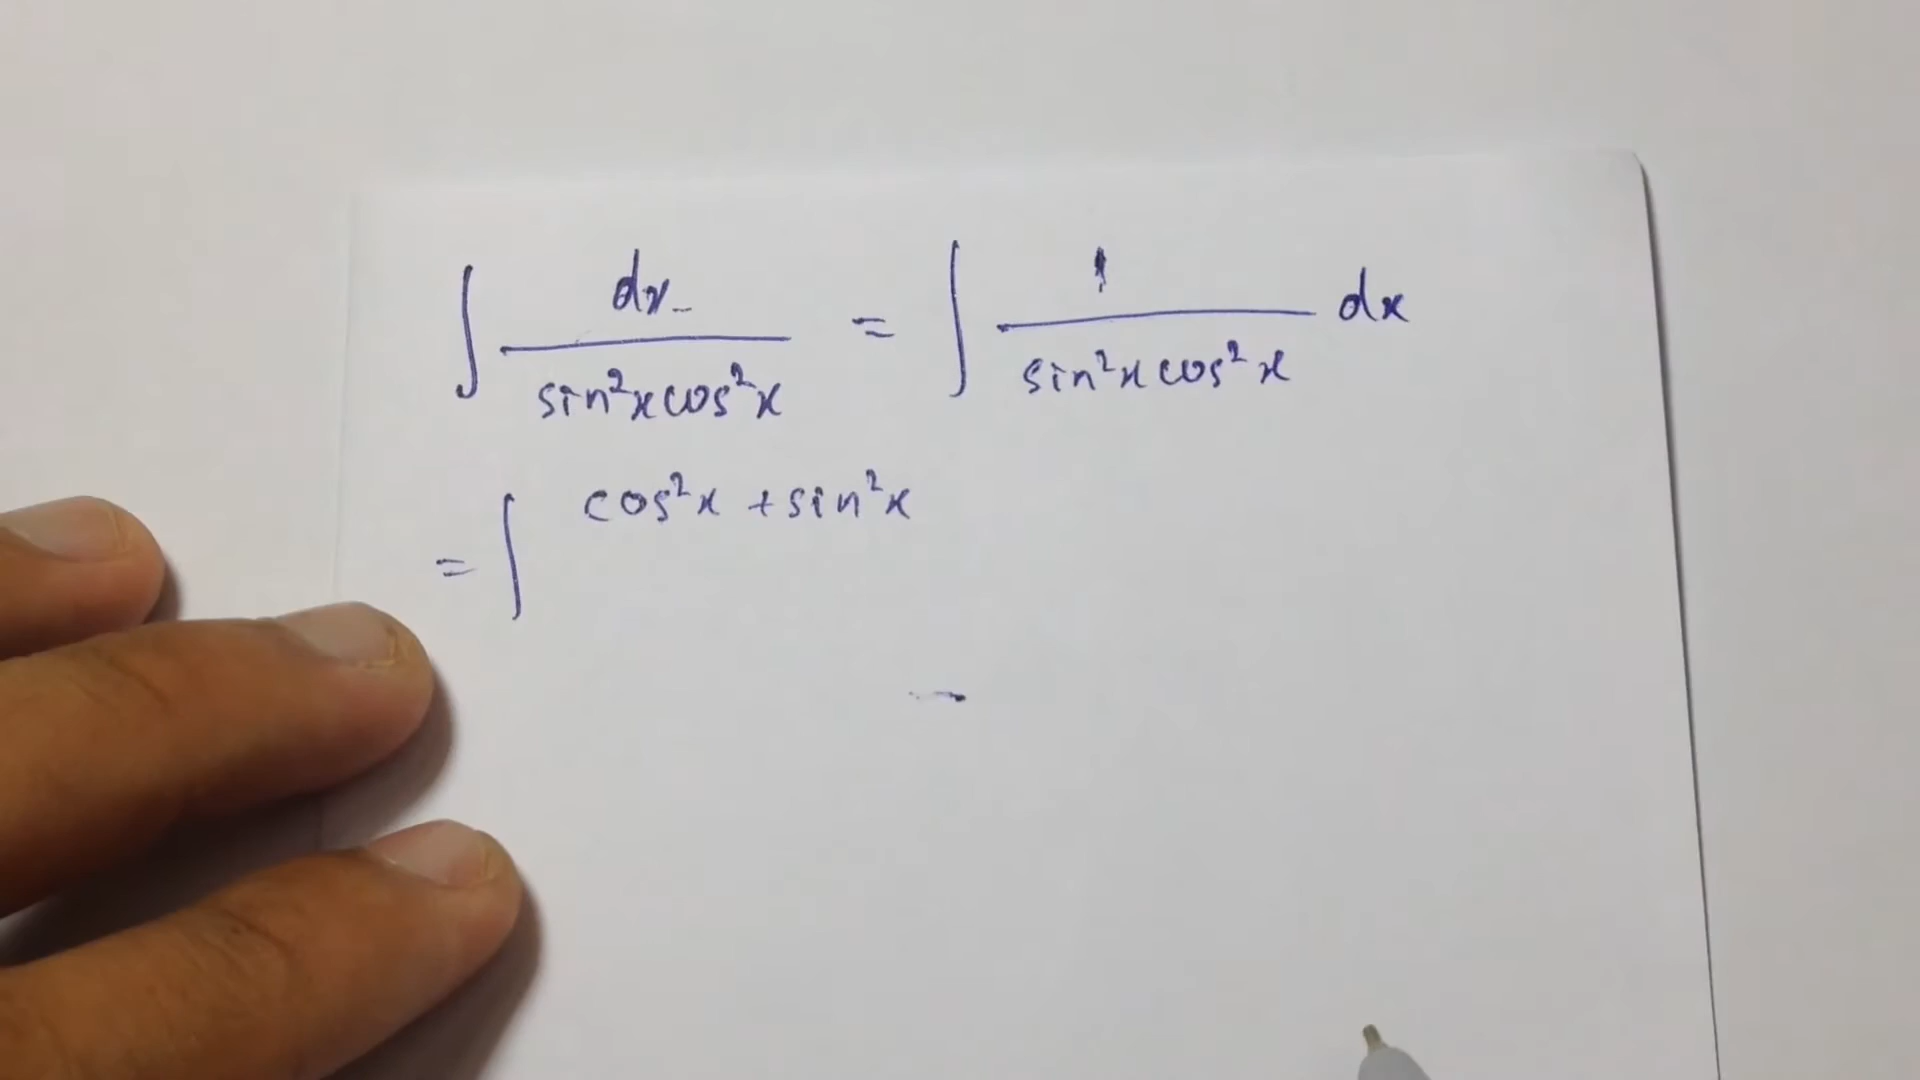 ∫ dx / sin²x cos²x = ∫ 1 / sin²x cos²x dx
= ∫ cos²x + sin²x